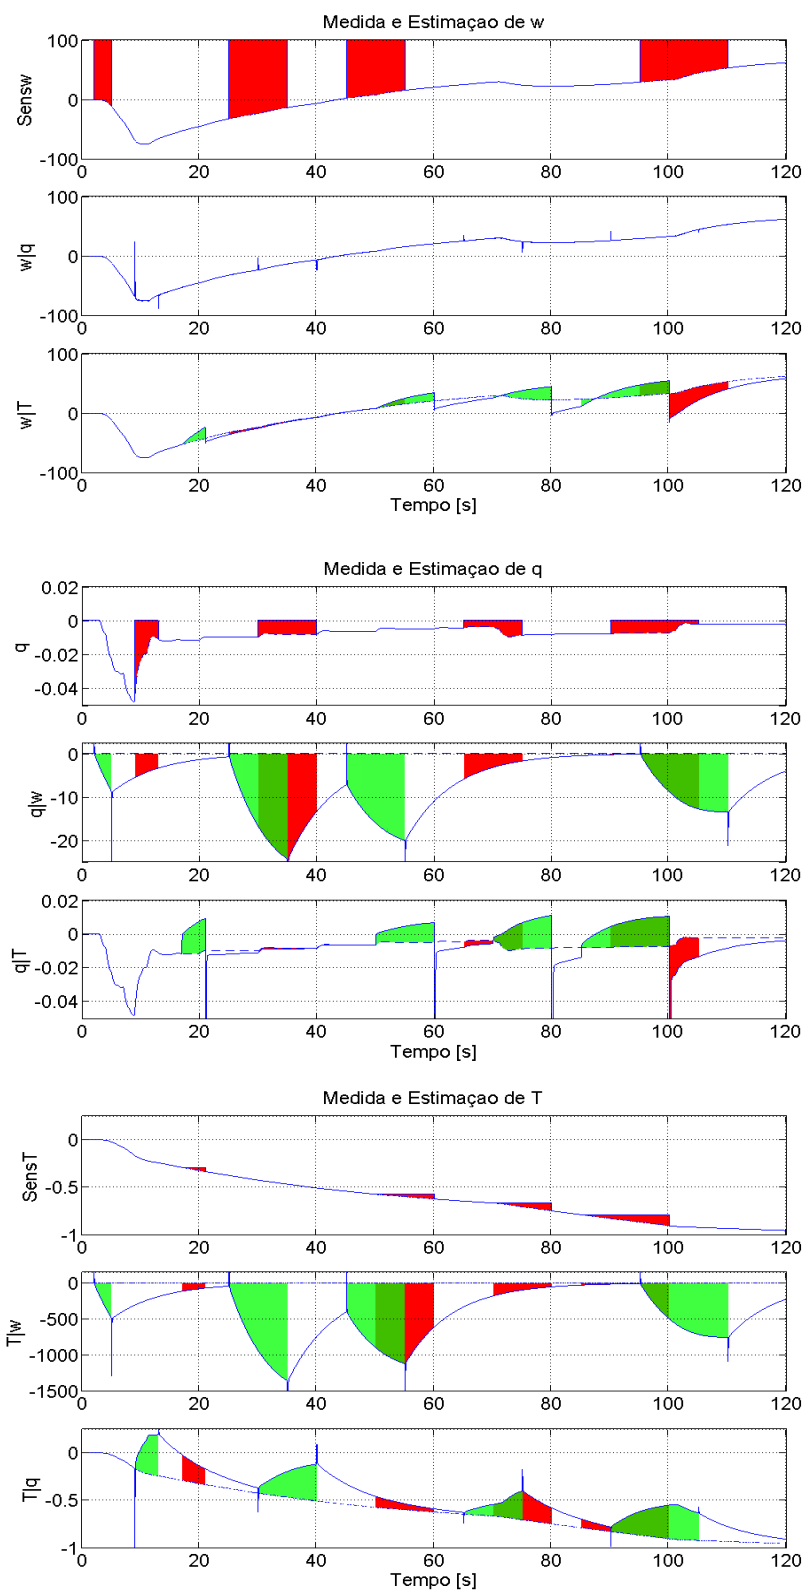 Medida e Estimaçao de w
100
0
-100
Sensw
0 20 40 60 80 100 120
100
0
-100
w|q
0 20 40 60 80 100 120
100
0
-100
w|T
0 20 40 60 80 100 120
Tempo [s]
Medida e Estimaçao de q
0.02
0
-0.02
-0.04
q
0 20 40 60 80 100 120
0
-10
-20
q|w
0 20 40 60 80 100 120
0.02
0
-0.02
-0.04
q|T
0 20 40 60 80 100 120
Tempo [s]
Medida e Estimaçao de T
0
-0.5
-1
SensT
0 20 40 60 80 100 120
0
-500
-1000
-1500
T|w
0 20 40 60 80 100 120
0
-0.5
-1
T|q
0 20 40 60 80 100 120
Tempo [s]